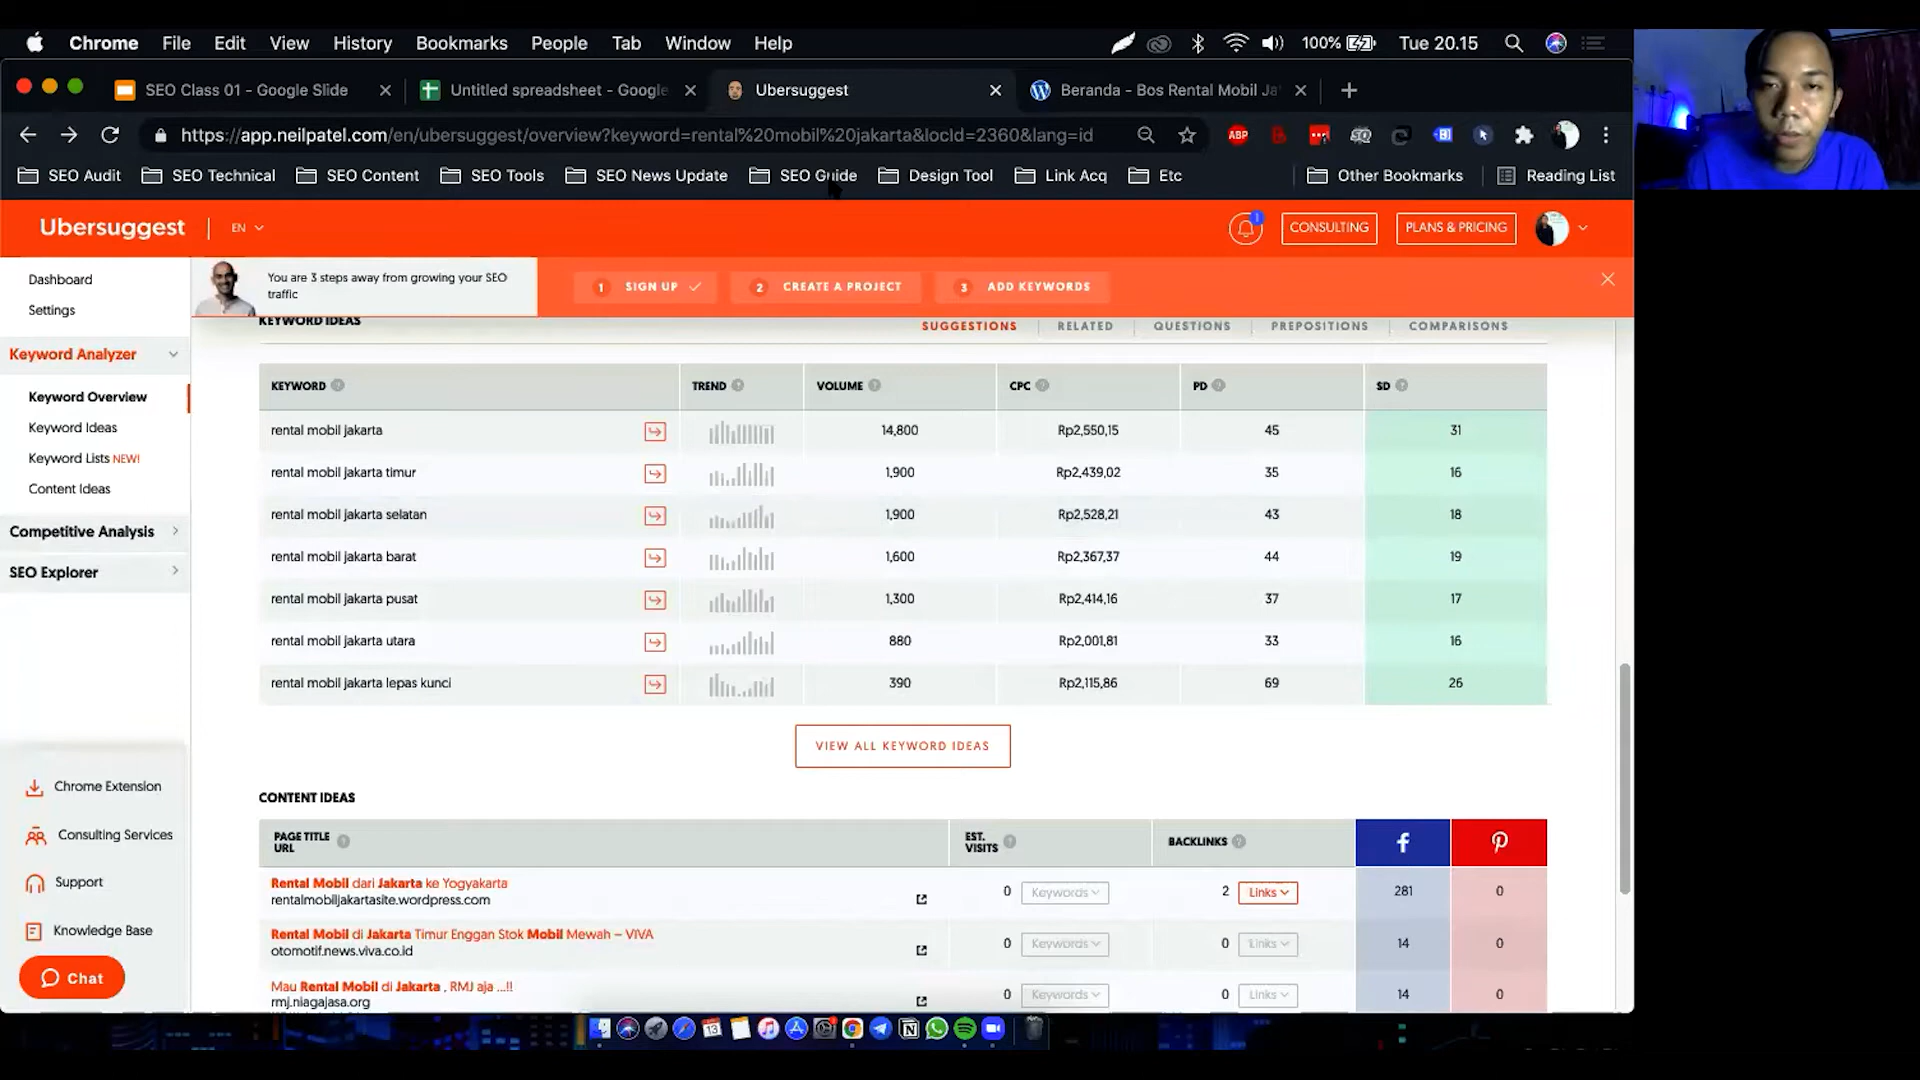 Chrome File Edit View History Bookmarks People Tab Window Help 100% Tue 20.15
SEO Class 01 - Google Slide Untitled spreadsheet - Google Ubersuggest Beranda - Bos Rental Mobil Ja
https://app.neilpatel.com/en/ubersuggest/overview?keyword=rental%20mobil%20jakarta&locId=2360&lang=id ABP
SEO Audit SEO Technical SEO Content SEO Tools SEO News Update SEO Guide Design Tool Link Acq Etc Other Bookmarks Reading List
Ubersuggest EN 1 CONSULTING PLANS & PRICING
You are 3 steps away from growing your SEO
traffic
1 SIGN UP 2 CREATE A PROJECT 3 ADD KEYWORDS
Dashboard
Settings
Keyword Analyzer
Keyword Overview
Keyword Ideas
Keyword Lists NEW!
Content Ideas
Competitive Analysis
SEO Explorer
Chrome Extension
Consulting Services
Support
Knowledge Base
Chat
KEYWORD IDEAS SUGGESTIONS RELATED QUESTIONS PREPOSITIONS COMPARISONS
KEYWORD TREND VOLUME CPC PD SD
rental mobil jakarta 14,800 Rp2,550,15 45 31
rental mobil jakarta timur 1,900 Rp2,439,02 35 16
rental mobil jakarta selatan 1,900 Rp2,528,21 43 18
rental mobil jakarta barat 1,600 Rp2,367,37 44 19
rental mobil jakarta pusat 1,300 Rp2,414,16 37 17
rental mobil jakarta utara 880 Rp2,001,81 33 16
rental mobil jakarta lepas kunci 390 Rp2,115,86 69 26
VIEW ALL KEYWORD IDEAS
CONTENT IDEAS
PAGE TITLE
URL
EST.
VISITS
BACKLINKS
Rental Mobil dari Jakarta ke Yogyakarta
rentalmobiljakartasite.wordpress.com
0 Keywords 2 Links 281 0
Rental Mobil di Jakarta Timur Enggan Stok Mobil Mewah – VIVA
otomotif.news.viva.co.id
0 Keywords 0 Links 14 0
Mau Rental Mobil di Jakarta , RMJ aja ...!!
rmj.niagajasa.org
0 Keywords 0 Links 14 0
13